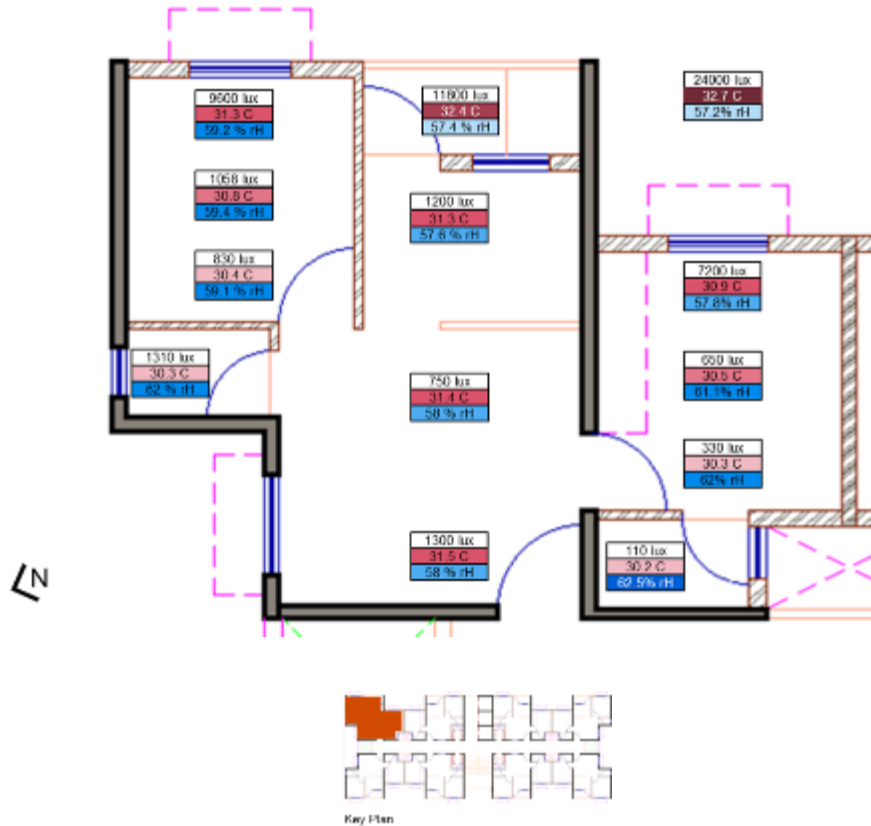 9600 lux
31.3 C
59.2 % rH
11800 lux
32.4 C
57.4 % rH
24000 lux
32.7 C
57.2% rH
1058 lux
30.8 C
59.4 % rH
1200 lux
31.3 C
57.6 % rH
830 lux
30.4 C
59.1 % rH
7200 lux
30.9 C
57.8% rH
1310 lux
30.3 C
62 % rH
750 lux
31.4 C
58 % rH
650 lux
30.5 C
61.1% rH
330 lux
30.3 C
62% rH
1300 lux
31.5 C
58 % rH
110 lux
30.2 C
62.5% rH
N
Key Plan